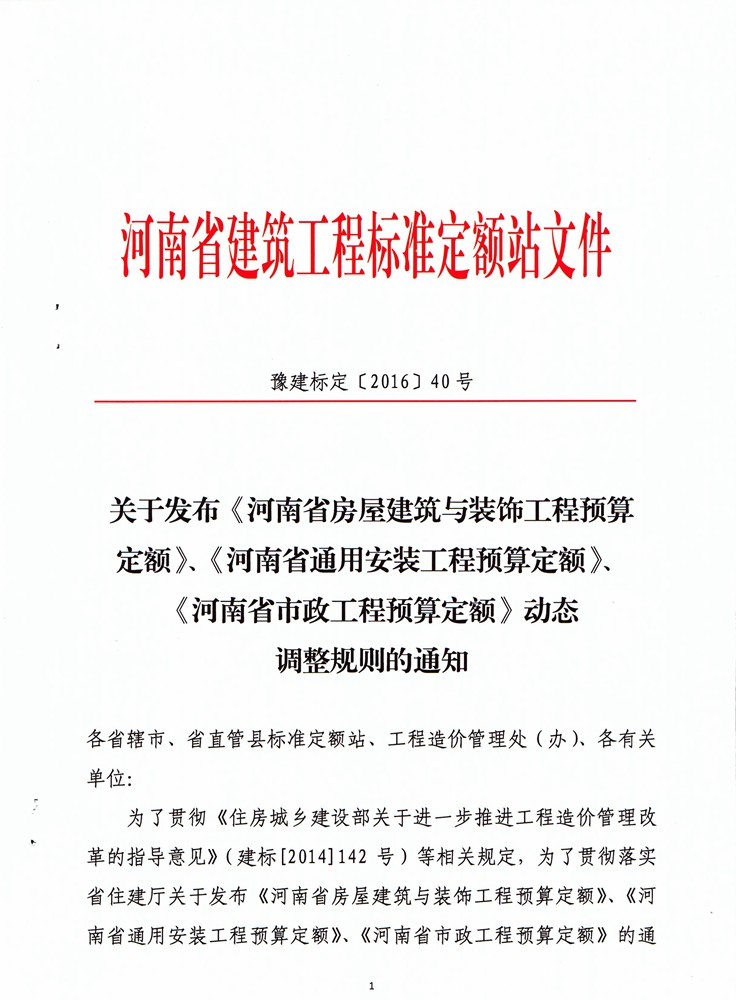 河南省建筑工程标准定额站文件
豫建标定〔2016〕40 号
关于发布《河南省房屋建筑与装饰工程预算
定额》、《河南省通用安装工程预算定额》、
《河南省市政工程预算定额》动态
调整规则的通知
各省辖市、省直管县标准定额站、工程造价管理处(办)、各有关
单位:
为了贯彻《住房城乡建设部关于进一步推进工程造价管理改
革的指导意见》(建标[2014]142 号)等相关规定,为了贯彻落实
省住建厅关于发布《河南省房屋建筑与装饰工程预算定额》、《河
南省通用安装工程预算定额》、《河南省市政工程预算定额》的通
1